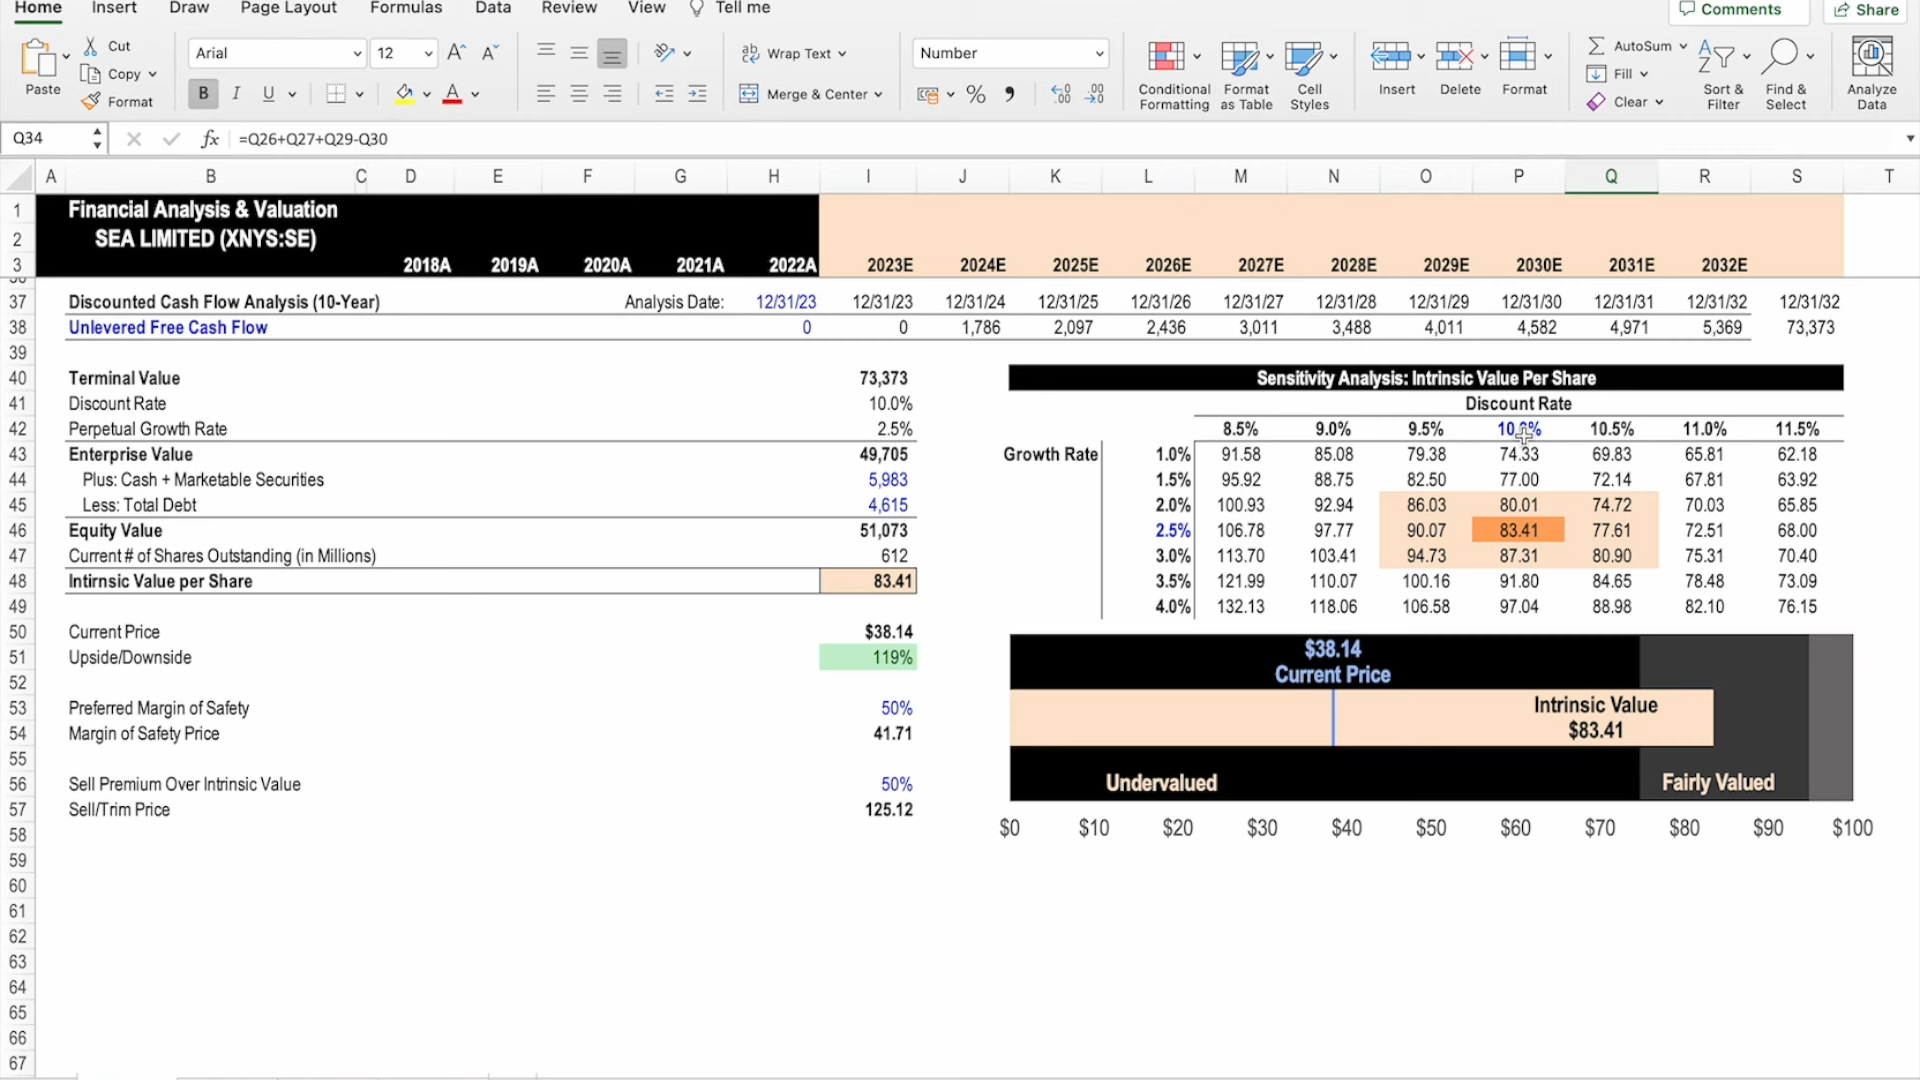 Home Insert Draw Page Layout Formulas Data Review View Tell me Comments Share
Paste Cut Copy Format
Arial 12
B I U
Wrap Text
Merge & Center
Number
Conditional Formatting Format as Table Cell Styles
Insert Delete Format
AutoSum Fill Clear
Sort & Filter Find & Select Analyze Data
Q34 fx =Q26+Q27+Q29-Q30
A B C D E F G H I J K L M N O P Q R S T
1 Financial Analysis & Valuation
2 SEA LIMITED (XNYS:SE)
3 2018A 2019A 2020A 2021A 2022A 2023E 2024E 2025E 2026E 2027E 2028E 2029E 2030E 2031E 2032E
37 Discounted Cash Flow Analysis (10-Year) Analysis Date: 12/31/23 12/31/23 12/31/24 12/31/25 12/31/26 12/31/27 12/31/28 12/31/29 12/31/30 12/31/31 12/31/32 12/31/32
38 Unlevered Free Cash Flow 0 0 1,786 2,097 2,436 3,011 3,488 4,011 4,582 4,971 5,369 73,373
39
40 Terminal Value 73,373 Sensitivity Analysis: Intrinsic Value Per Share
41 Discount Rate 10.0% Discount Rate
42 Perpetual Growth Rate 2.5% 8.5% 9.0% 9.5% 10.5% 11.0% 11.5%
43 Enterprise Value 49,705 Growth Rate 1.0% 91.58 85.08 79.38 74.33 69.83 65.81 62.18
44 Plus: Cash + Marketable Securities 5,983 1.5% 95.92 88.75 82.50 77.00 72.14 67.81 63.92
45 Less: Total Debt 4,615 2.0% 100.93 92.94 86.03 80.01 74.72 70.03 65.85
46 Equity Value 51,073 2.5% 106.78 97.77 90.07 83.41 77.61 72.51 68.00
47 Current # of Shares Outstanding (in Millions) 612 3.0% 113.70 103.41 94.73 87.31 80.90 75.31 70.40
48 Intirnsic Value per Share 83.41 3.5% 121.99 110.07 100.16 91.80 84.65 78.48 73.09
49 4.0% 132.13 118.06 106.58 97.04 88.98 82.10 76.15
50 Current Price $38.14
51 Upside/Downside 119%
52
53 Preferred Margin of Safety 50%
54 Margin of Safety Price 41.71
55
56 Sell Premium Over Intrinsic Value 50%
57 Sell/Trim Price 125.12
58
59
60
61
62
63
64
65
66
67
$38.14
Current Price
Intrinsic Value
$83.41
Undervalued Fairly Valued
$0 $10 $20 $30 $40 $50 $60 $70 $80 $90 $100